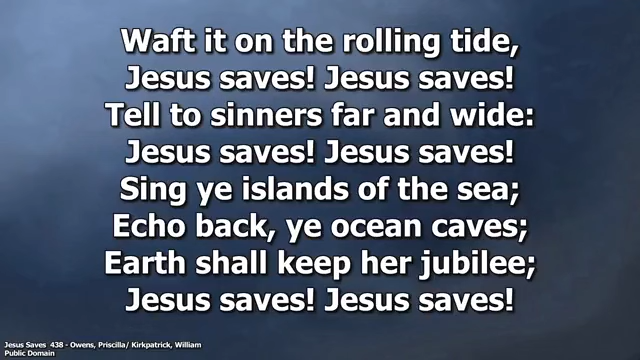 Waft it on the rolling tide,
Jesus saves! Jesus saves!
Tell to sinners far and wide:
Jesus saves! Jesus saves!
Sing ye islands of the sea;
Echo back, ye ocean caves;
Earth shall keep her jubilee;
Jesus saves! Jesus saves!
Jesus Saves 438 - Owens, Priscilla/ Kirkpatrick, William
Public Domain